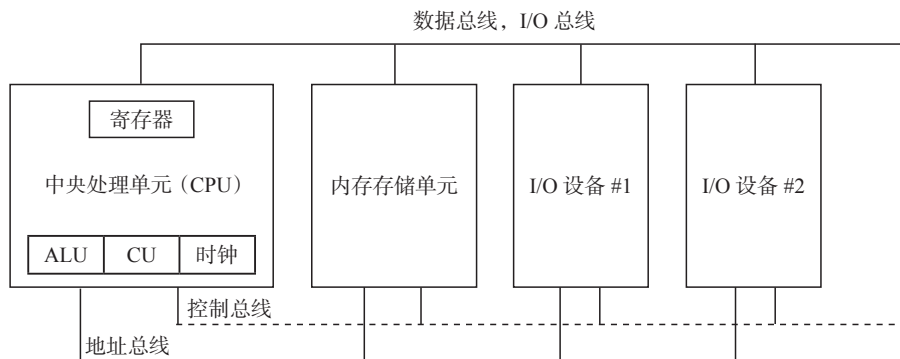 数据总线，I/O 总线
寄存器
中央处理单元（CPU）
内存存储单元
I/O 设备 #1
I/O 设备 #2
ALU
CU
时钟
控制总线
地址总线